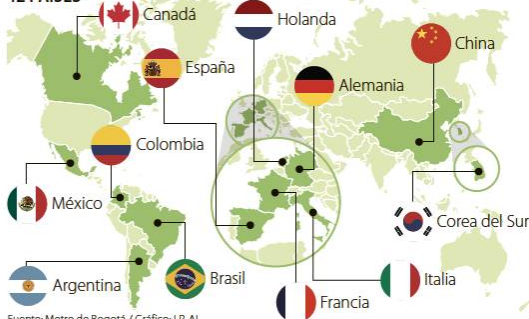 12 PAÍSES
Canadá
Holanda
China
España
Alemania
Colombia
México
Corea del Sur
Argentina
Brasil
Italia
Francia
Fuente: Metro de Bogotá / Gráfico: LR-AL